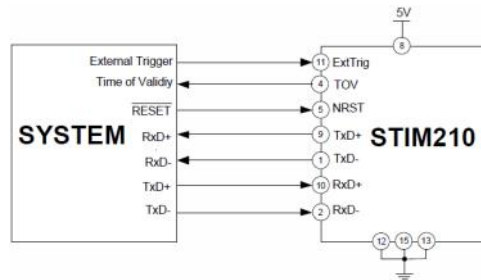 5V
8
External Trigger 11 ExtTrig
Time of Validiy 4 TOV
RESET 5 NRST
SYSTEM RxD+ 9 TxD+ STIM210
RxD- 1 TxD-
TxD+ 10 RxD+
TxD- 2 RxD-
12 15 13